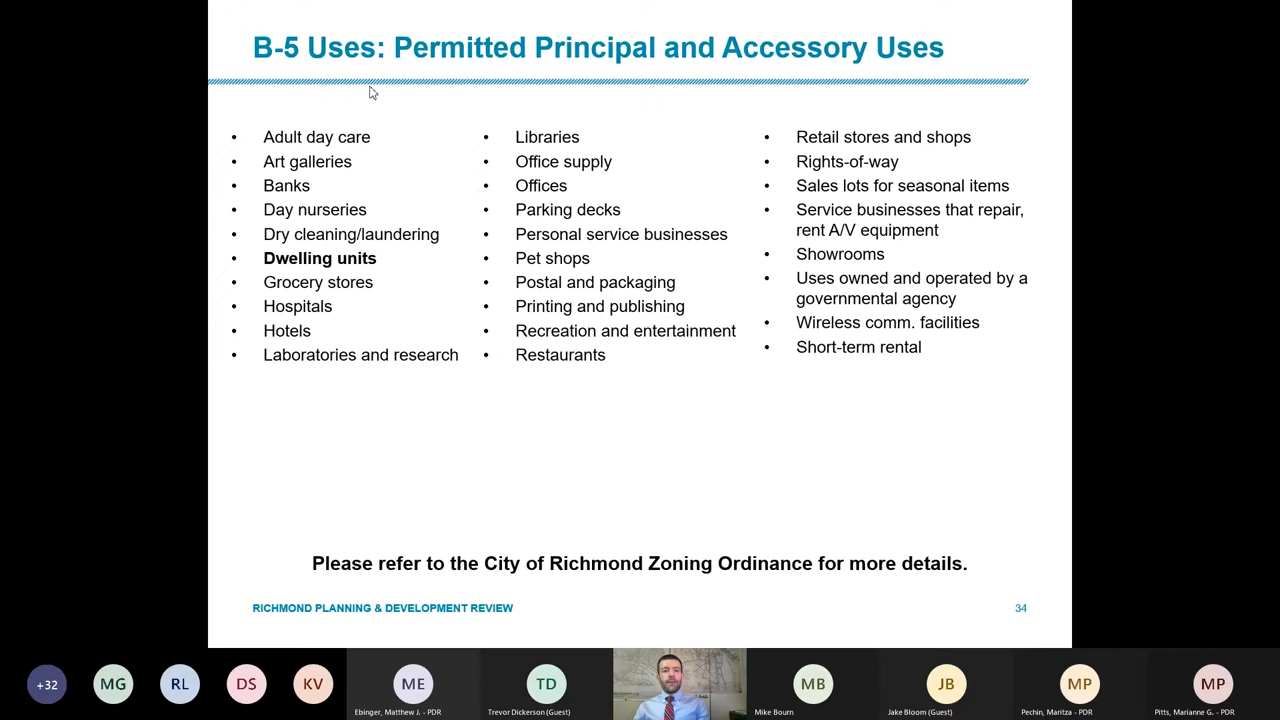 B-5 Uses: Permitted Principal and Accessory Uses
• Adult day care
• Art galleries
• Banks
• Day nurseries
• Dry cleaning/laundering
• Dwelling units
• Grocery stores
• Hospitals
• Hotels
• Laboratories and research
• Libraries
• Office supply
• Offices
• Parking decks
• Personal service businesses
• Pet shops
• Postal and packaging
• Printing and publishing
• Recreation and entertainment
• Restaurants
• Retail stores and shops
• Rights-of-way
• Sales lots for seasonal items
• Service businesses that repair,
rent A/V equipment
• Showrooms
• Uses owned and operated by a
governmental agency
• Wireless comm. facilities
• Short-term rental
Please refer to the City of Richmond Zoning Ordinance for more details.
RICHMOND PLANNING & DEVELOPMENT REVIEW
34
+32
MG
RL
DS
KV
ME
Ebinger, Matthew J. - PDR
TD
Trevor Dickerson (Guest)
MB
Mike Bourn
JB
Jake Bloom (Guest)
MP
Pechin, Maritza - PDR
MP
Pitts, Marianne G. - PDR